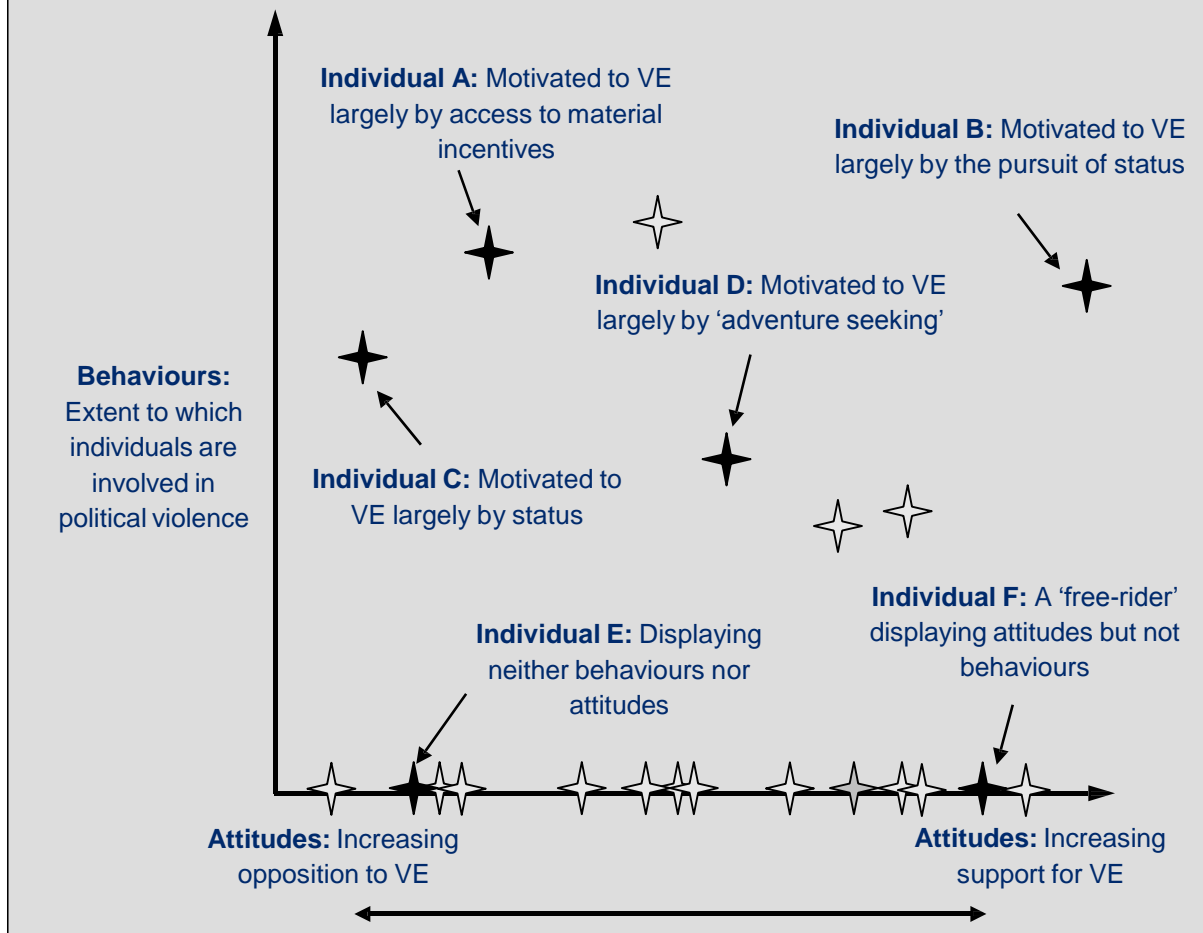 Individual A: Motivated to VE
largely by access to material
incentives
Individual B: Motivated to VE
largely by the pursuit of status
Individual D: Motivated to VE
largely by ‘adventure seeking’
Behaviours:
Extent to which
individuals are
involved in
political violence
Individual C: Motivated to
VE largely by status
Individual F: A ‘free-rider’
displaying attitudes but not
behaviours
Individual E: Displaying
neither behaviours nor
attitudes
Attitudes: Increasing
opposition to VE
Attitudes: Increasing
support for VE